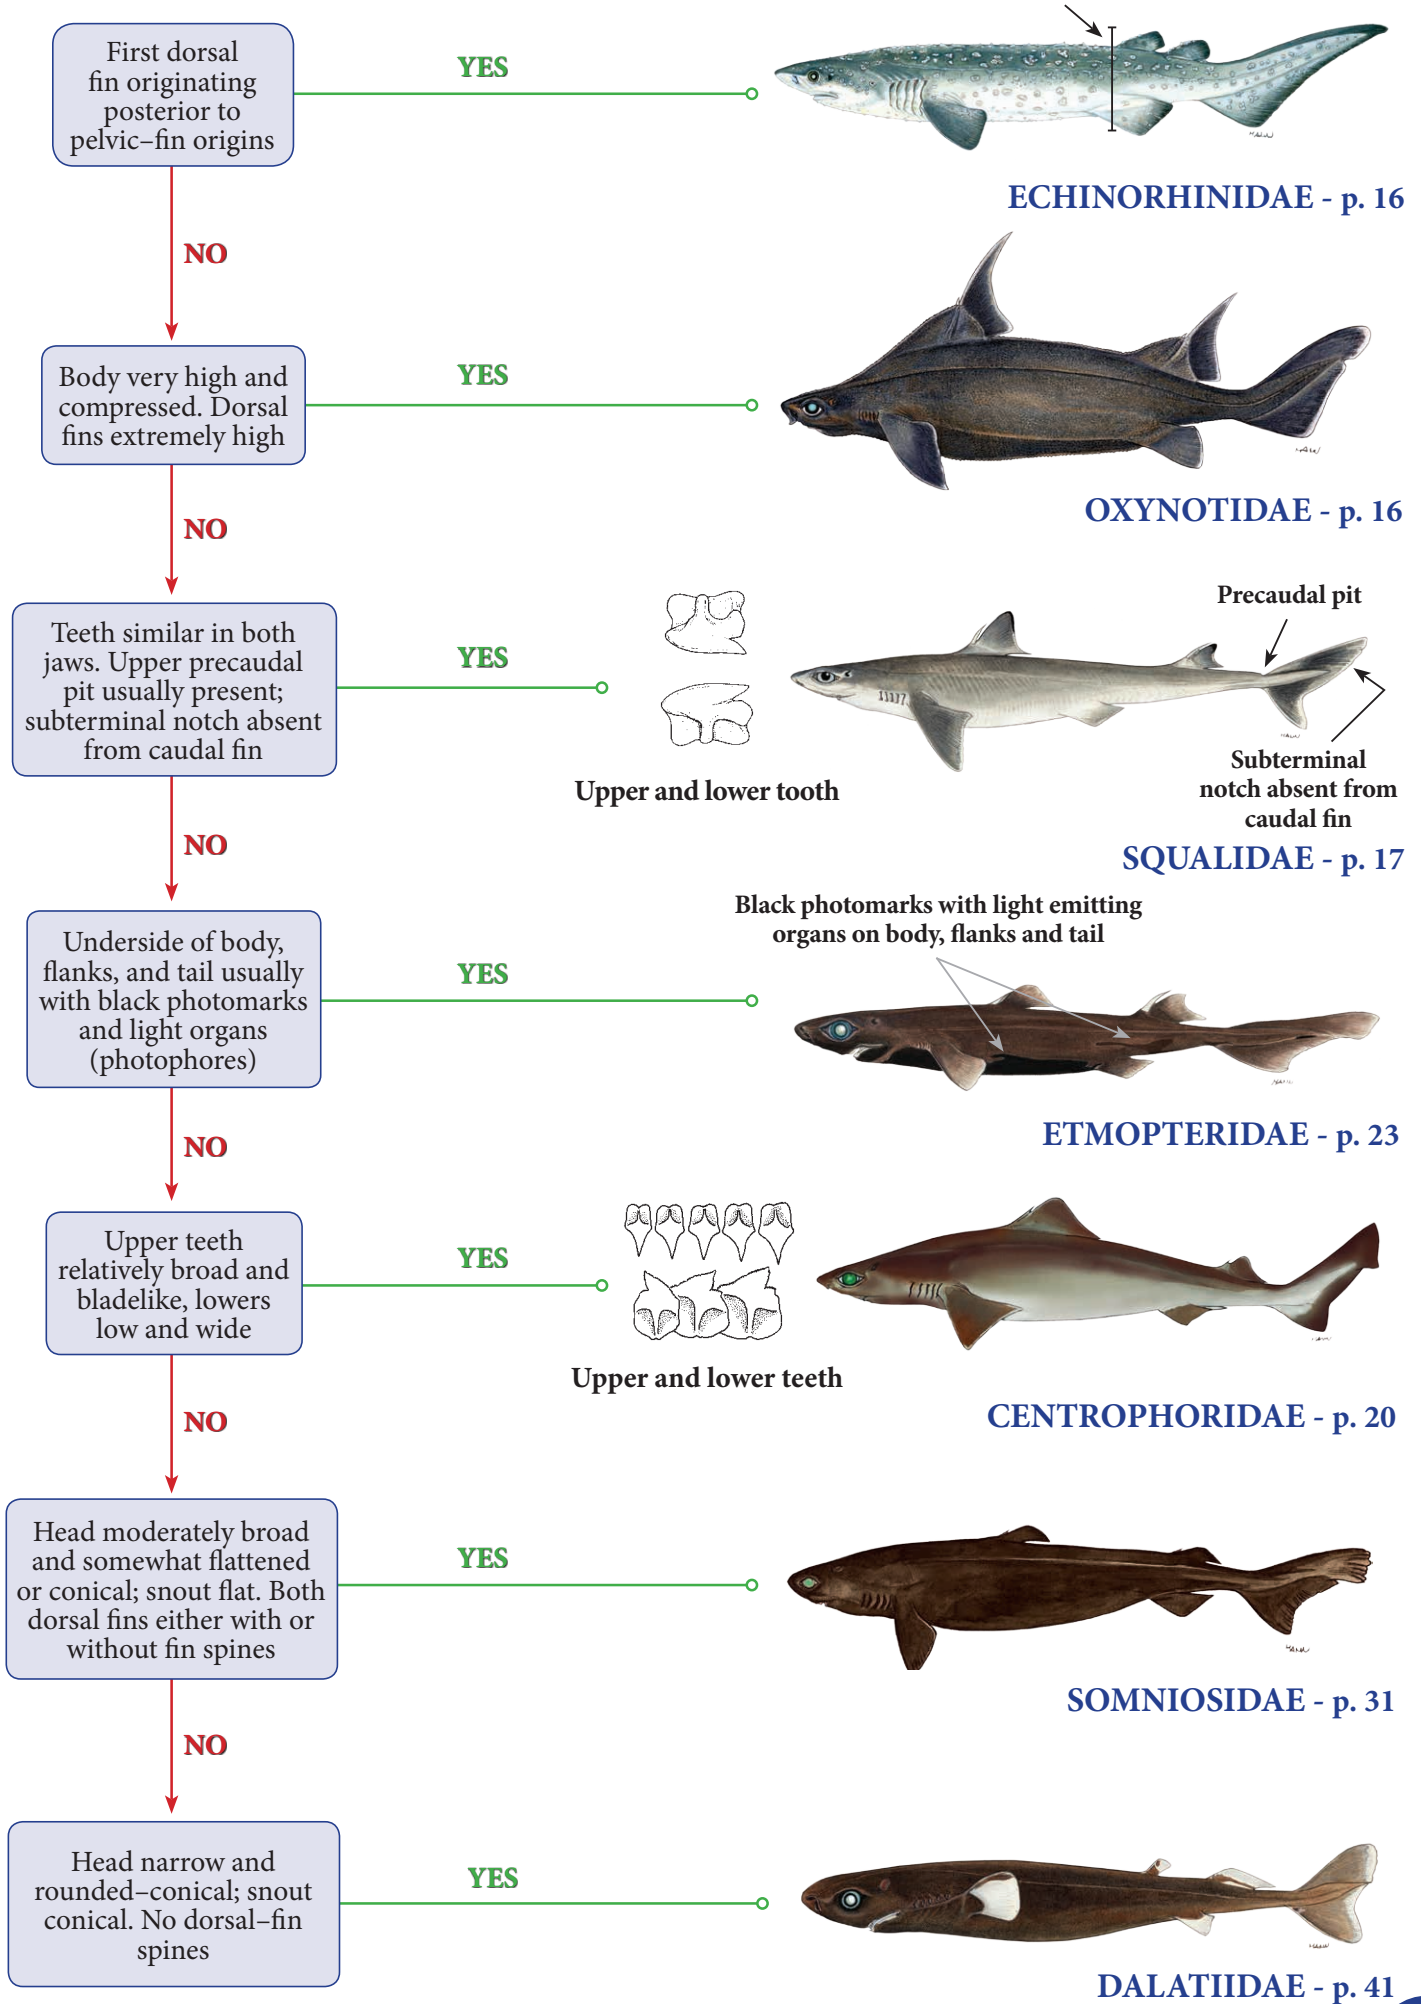 First dorsal
fin originating
posterior to
pelvic–fin origins
YES
ECHINORHINIDAE - p. 16
NO
Body very high and
compressed. Dorsal
fins extremely high
YES
OXYNOTIDAE - p. 16
NO
Teeth similar in both
jaws. Upper precaudal
pit usually present;
subterminal notch absent
from caudal fin
YES
Upper and lower tooth
Precaudal pit
Subterminal
notch absent from
caudal fin
SQUALIDAE - p. 17
NO
Underside of body,
flanks, and tail usually
with black photomarks
and light organs
(photophores)
YES
Black photomarks with light emitting
organs on body, flanks and tail
ETMOPTERIDAE - p. 23
NO
Upper teeth
relatively broad and
bladelike, lowers
low and wide
YES
Upper and lower teeth
CENTROPHORIDAE - p. 20
NO
Head moderately broad
and somewhat flattened
or conical; snout flat. Both
dorsal fins either with or
without fin spines
YES
SOMNIOSIDAE - p. 31
NO
Head narrow and
rounded–conical; snout
conical. No dorsal–fin
spines
YES
DALATIIDAE - p. 41